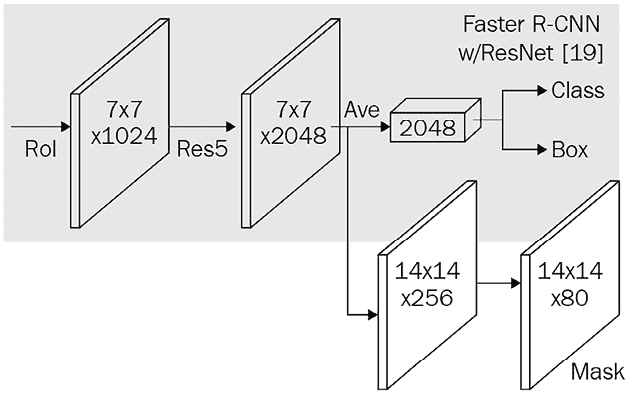 Faster R-CNN
w/ResNet [19]
RoI
7x7
x1024
Res5
7x7
x2048
Ave
2048
Class
Box
14x14
x256
14x14
x80
Mask